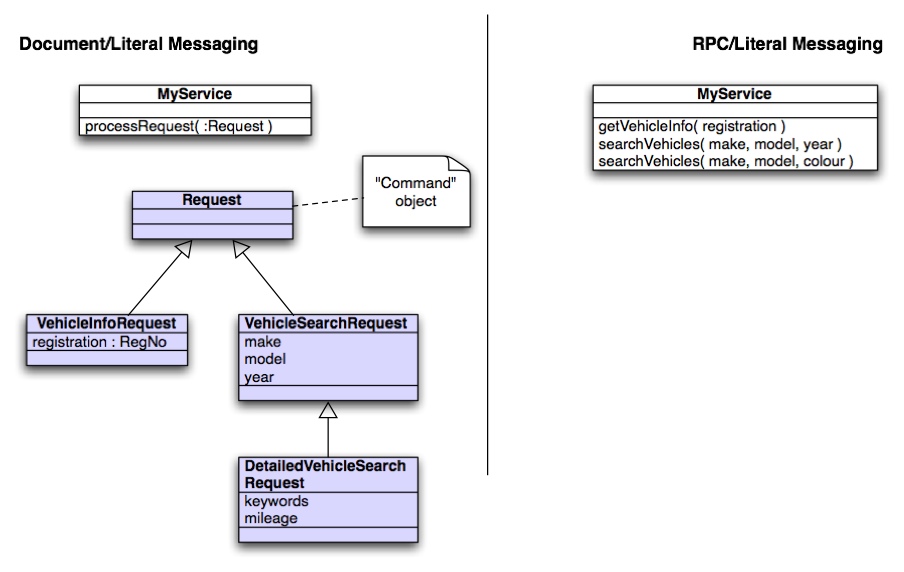 Document/Literal Messaging
RPC/Literal Messaging
MyService
processRequest( :Request )
"Command"
object
Request
VehicleInfoRequest
registration : RegNo
VehicleSearchRequest
make
model
year
DetailedVehicleSearch
Request
keywords
mileage
MyService
getVehicleInfo( registration )
searchVehicles( make, model, year )
searchVehicles( make, model, colour )